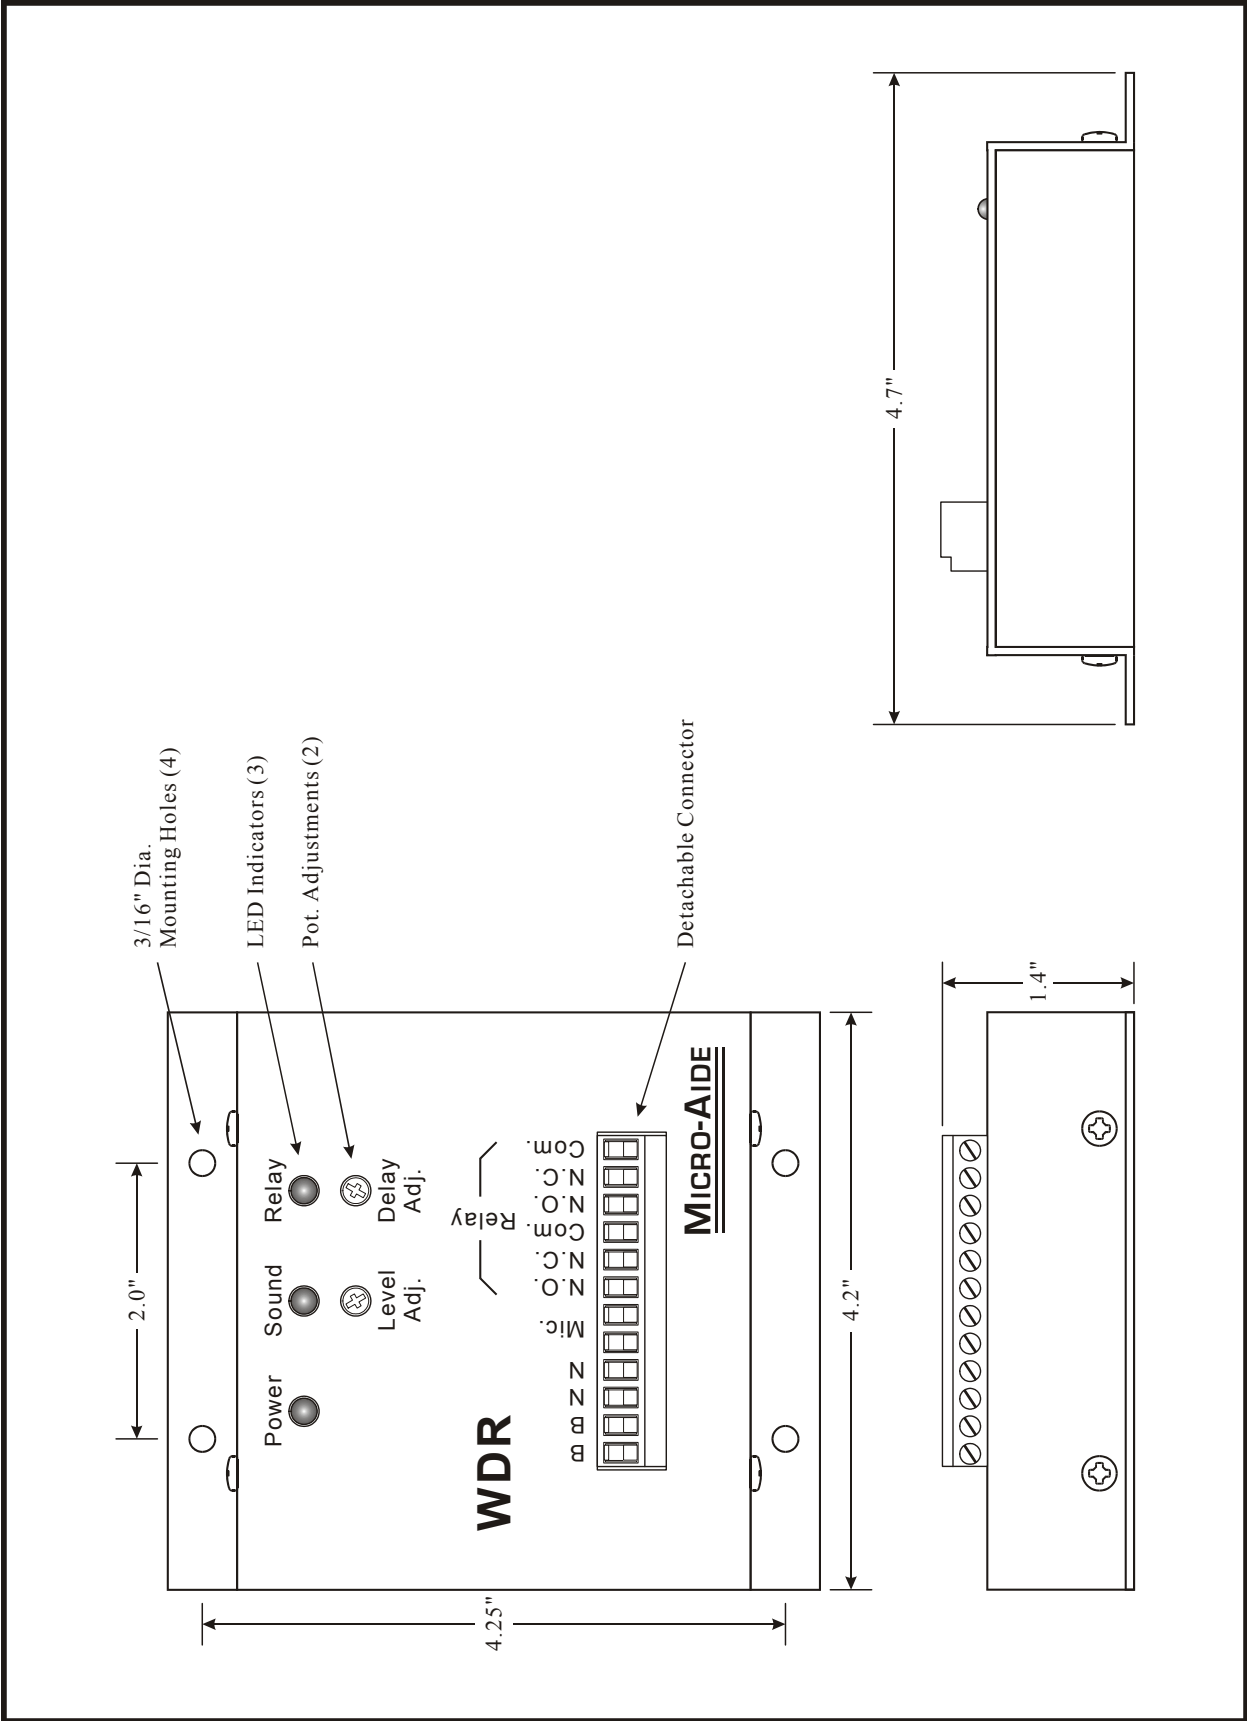 3/16" Dia.
Mounting Holes (4)
LED Indicators (3)
Pot. Adjustments (2)
Detachable Connector
2.0"
Power
Sound
Relay
Level
Adj.
Delay
Adj.
WDR
Relay
B
B
N
N
Mic.
N.O.
N.C.
Com.
N.O.
N.C.
Com.
MICRO-AIDE
4.25"
4.2"
1.4"
4.7"